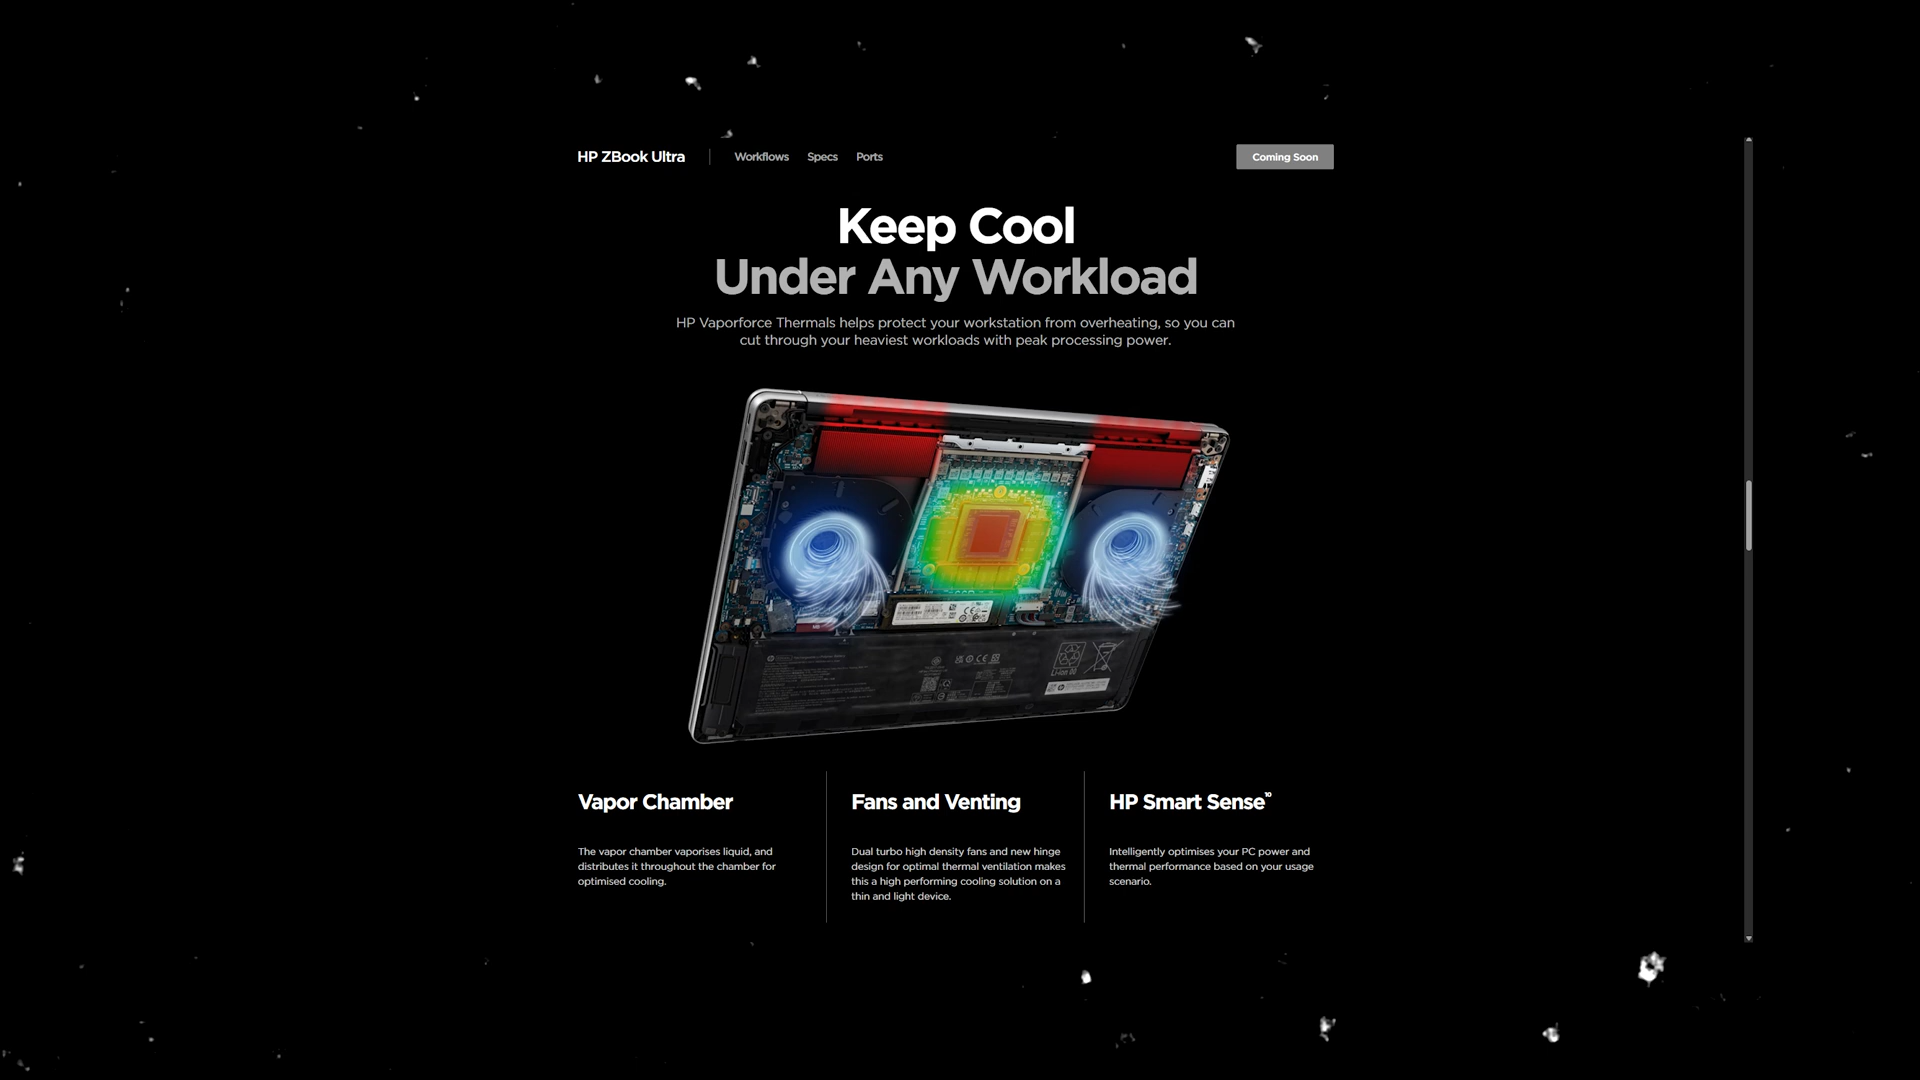 HP ZBook Ultra
Workflows
Specs
Ports
Coming Soon
Keep Cool
Under Any Workload
HP Vaporforce Thermals helps protect your workstation from overheating, so you can
cut through your heaviest workloads with peak processing power.
Li-ion 00
Vapor Chamber
The vapor chamber vaporises liquid, and
distributes it throughout the chamber for
optimised cooling.
Fans and Venting
Dual turbo high density fans and new hinge
design for optimal thermal ventilation makes
this a high performing cooling solution on a
thin and light device.
HP Smart Sense¹⁰
Intelligently optimises your PC power and
thermal performance based on your usage
scenario.